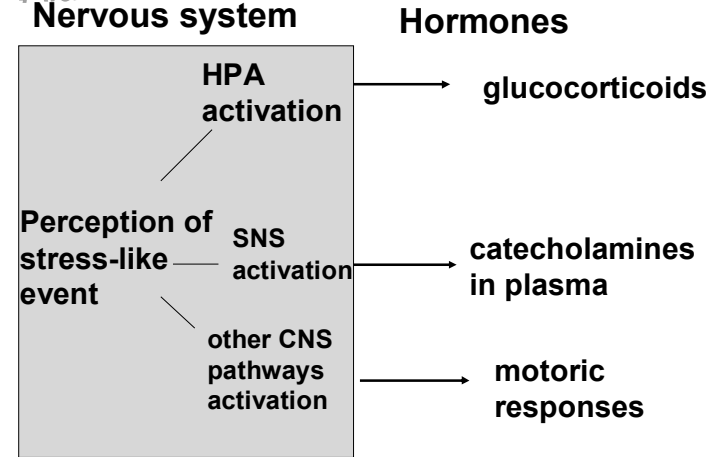 Nervous system
Hormones
HPA
activation
glucocorticoids
Perception of
stress-like
event
SNS
activation
catecholamines
in plasma
other CNS
pathways
activation
motoric
responses